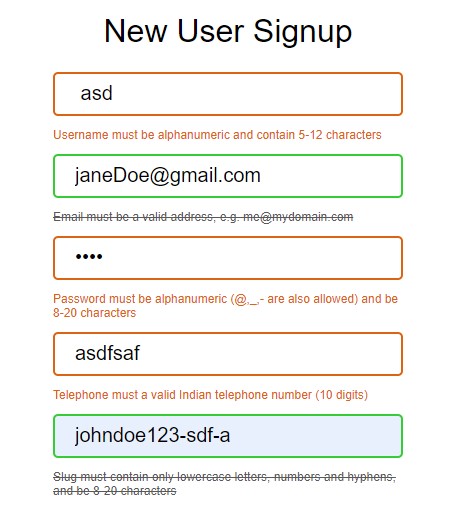 New User Signup
asd
Username must be alphanumeric and contain 5-12 characters
janeDoe@gmail.com
Email must be a valid address, e.g. me@mydomain.com
••••
Password must be alphanumeric (@,_,- are also allowed) and be
8-20 characters
asdfsaf
Telephone must a valid Indian telephone number (10 digits)
johndoe123-sdf-a
Slug must contain only lowercase letters, numbers and hyphens,
and be 8-20 characters